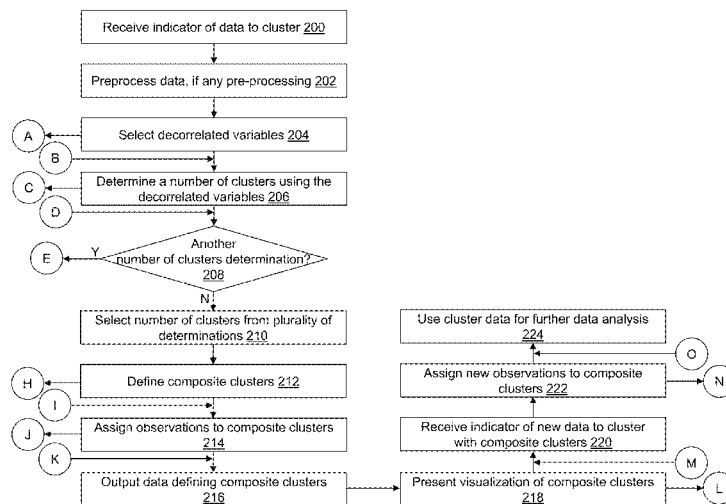 Receive indicator of data to cluster 200
Preprocess data, if any pre-processing 202
A
Select decorrelated variables 204
B
C
Determine a number of clusters using the
decorrelated variables 206
D
E
Y
Another
number of clusters determination?
208
N
Select number of clusters from plurality of
determinations 210
H
Define composite clusters 212
I
J
Assign observations to composite clusters
214
K
Output data defining composite clusters
216
Use cluster data for further data analysis
224
O
Assign new observations to composite
clusters 222
N
Receive indicator of new data to cluster
with composite clusters 220
M
Present visualization of composite clusters
218
L